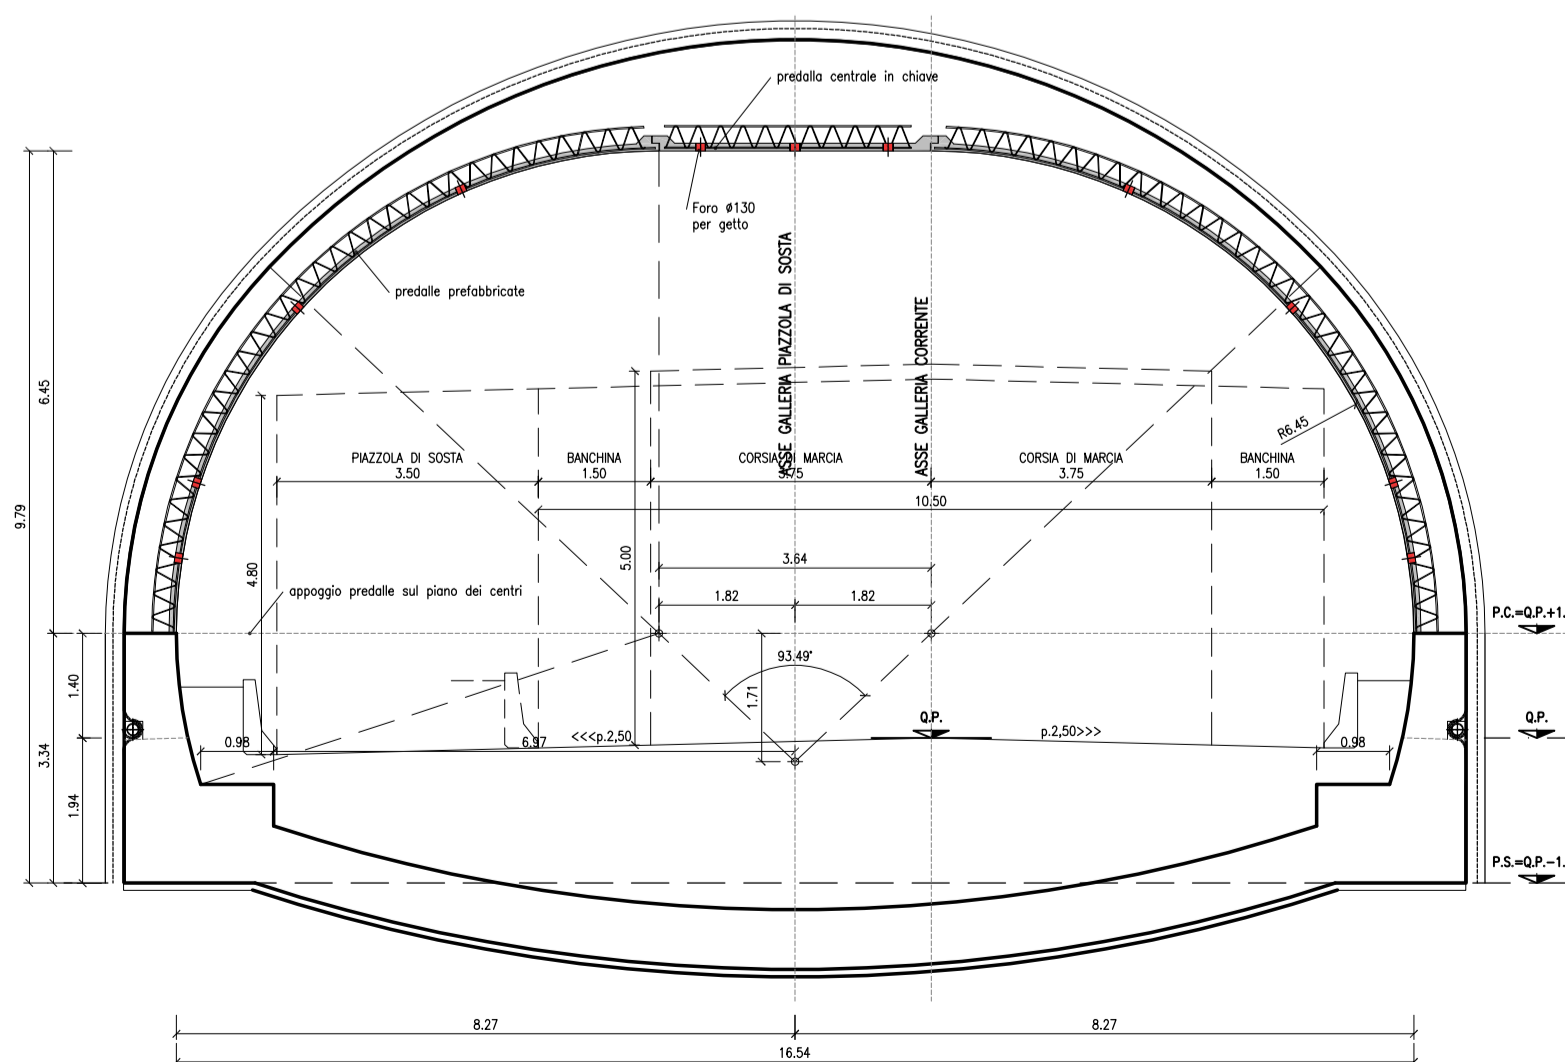 predalla centrale in chiave
Foro ø130
per getto
predalle prefabbricate
ASSE GALLERIA PIAZZOLA DI SOSTA
ASSE GALLERIA CORRENTE
6.45
9.79
R6.45
PIAZZOLA DI SOSTA
3.50
BANCHINA
1.50
CORSIA DI MARCIA
3.75
CORSIA DI MARCIA
3.75
BANCHINA
1.50
10.50
4.80
5.00
3.64
appoggio predalle sul piano dei centri
1.82
1.82
P.C.=Q.P.+1.
93.49°
1.40
1.71
Q.P.
Q.P.
0.98
6.97
<<<p.2,50
p.2,50>>>
0.98
3.34
1.94
P.S.=Q.P.-1.
8.27
8.27
16.54